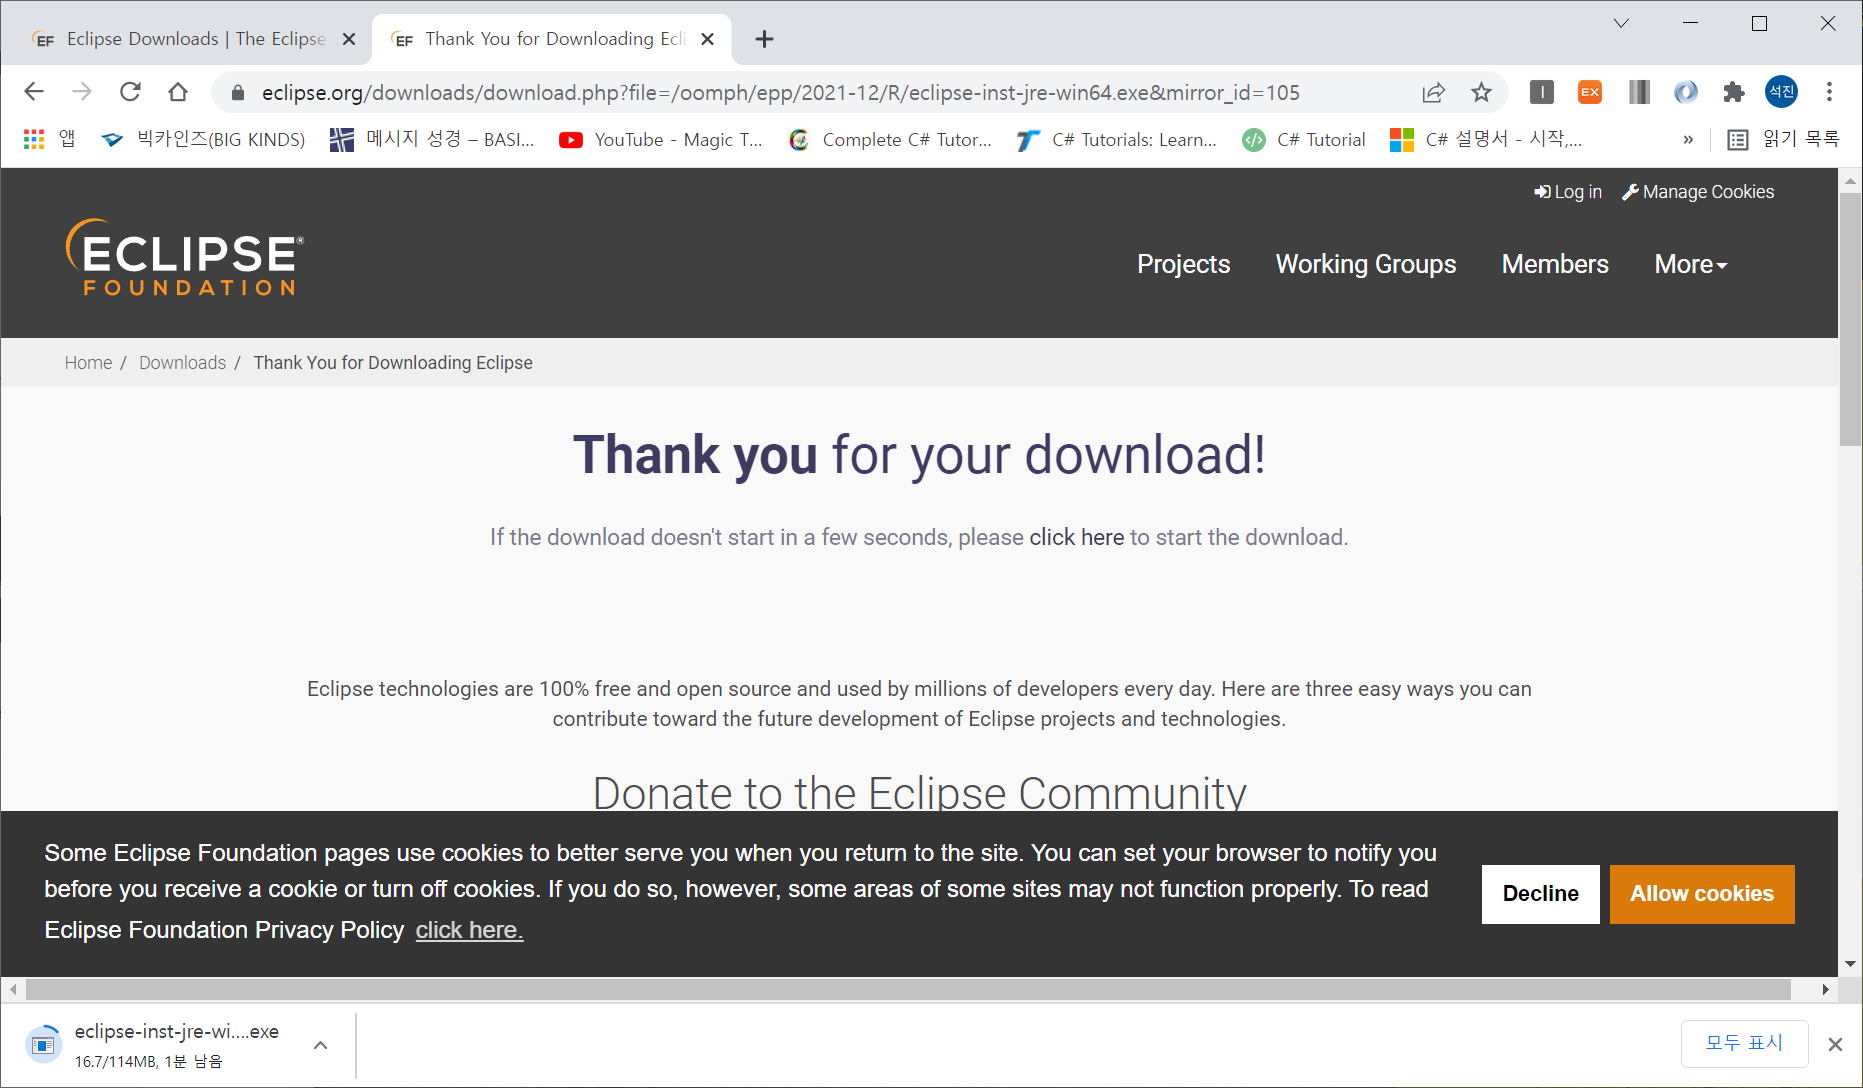 EF Eclipse Downloads | The Eclipse
EF Thank You for Downloading Ecli
eclipse.org/downloads/download.php?file=/oomph/epp/2021-12/R/eclipse-inst-jre-win64.exe&mirror_id=105
I EX 석진
앱 빅카인즈(BIG KINDS) 메시지 성경 – BASI... YouTube - Magic T... Complete C# Tutor... C# Tutorials: Learn... C# Tutorial C# 설명서 - 시작,... » 읽기 목록
Log in Manage Cookies
ECLIPSE®
FOUNDATION
Projects Working Groups Members More
Home / Downloads / Thank You for Downloading Eclipse
Thank you for your download!
If the download doesn't start in a few seconds, please click here to start the download.
Eclipse technologies are 100% free and open source and used by millions of developers every day. Here are three easy ways you can
contribute toward the future development of Eclipse projects and technologies.
Donate to the Eclipse Community
Some Eclipse Foundation pages use cookies to better serve you when you return to the site. You can set your browser to notify you
before you receive a cookie or turn off cookies. If you do so, however, some areas of some sites may not function properly. To read
Eclipse Foundation Privacy Policy click here.
Decline Allow cookies
eclipse-inst-jre-wi....exe
16.7/114MB, 1분 남음
모두 표시